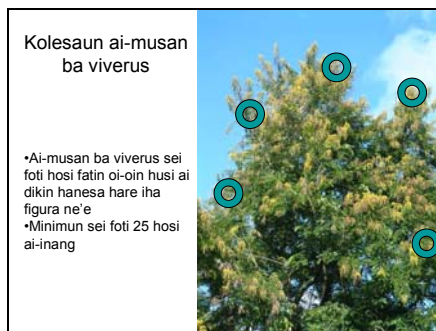 Kolesaun ai-musan
ba viverus
•Ai-musan ba viverus sei
foti hosi fatin oi-oin husi ai
dikin hanesa hare iha
figura ne'e
•Minimun sei foti 25 hosi
ai-inang